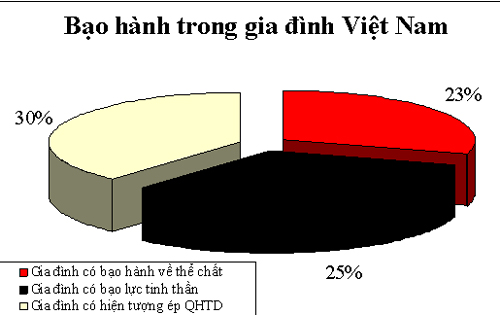 Bạo hành trong gia đình Việt Nam
30%
23%
25%
Gia đình có bạo hành về thể chất
Gia đình có bạo lực tinh thần
Gia đình có hiện tượng ép QHTD